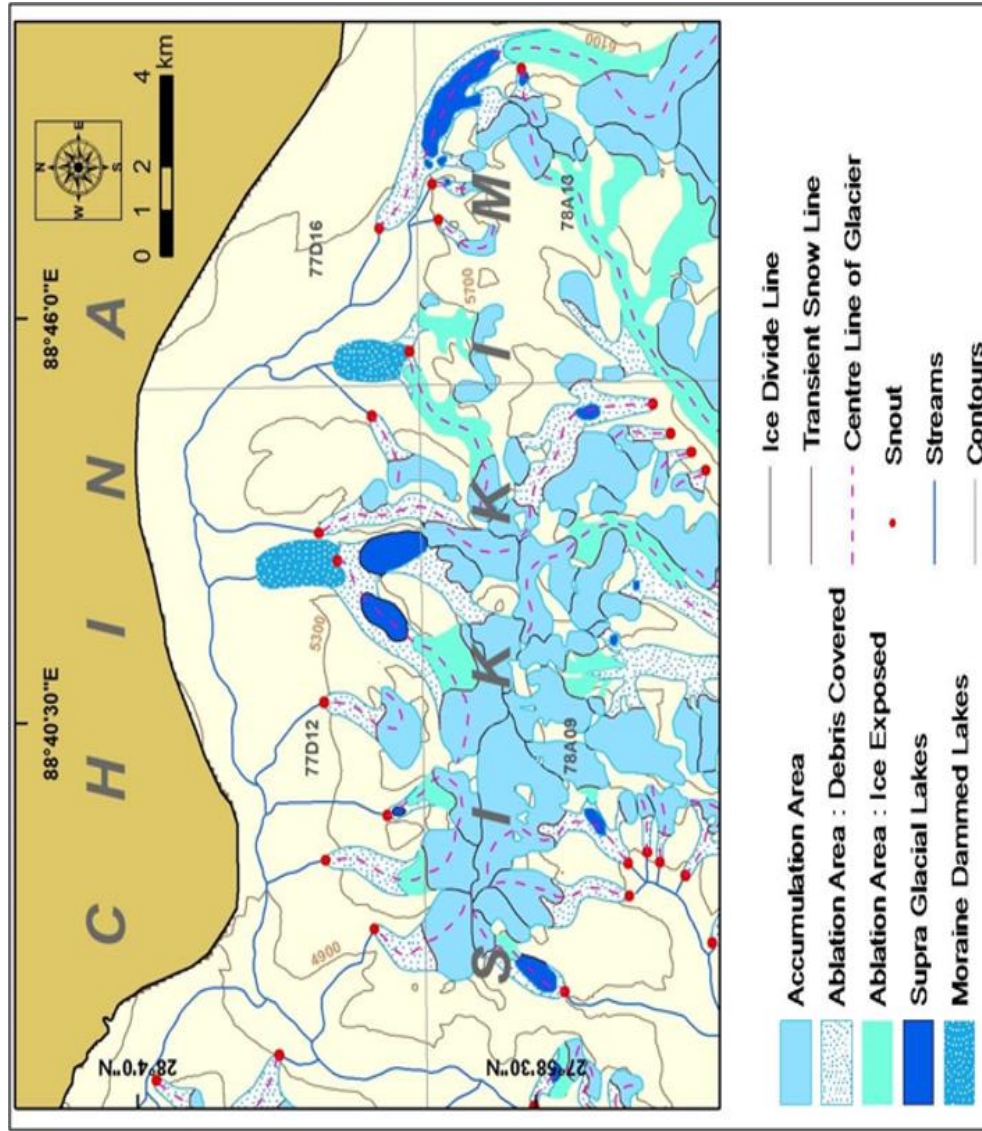 88°40'30"E
88°46'0"E
N
W
E
S
0 1 2 4
km
CHINA
77D12
77D16
28°4'0"N
4900
5300
5700
6100
27°58'30"N
SIKKIM
78A09
78A13
Accumulation Area
Ablation Area : Debris Covered
Ablation Area : Ice Exposed
Supra Glacial Lakes
Moraine Dammed Lakes
Ice Divide Line
Transient Snow Line
Centre Line of Glacier
Snout
Streams
Contours